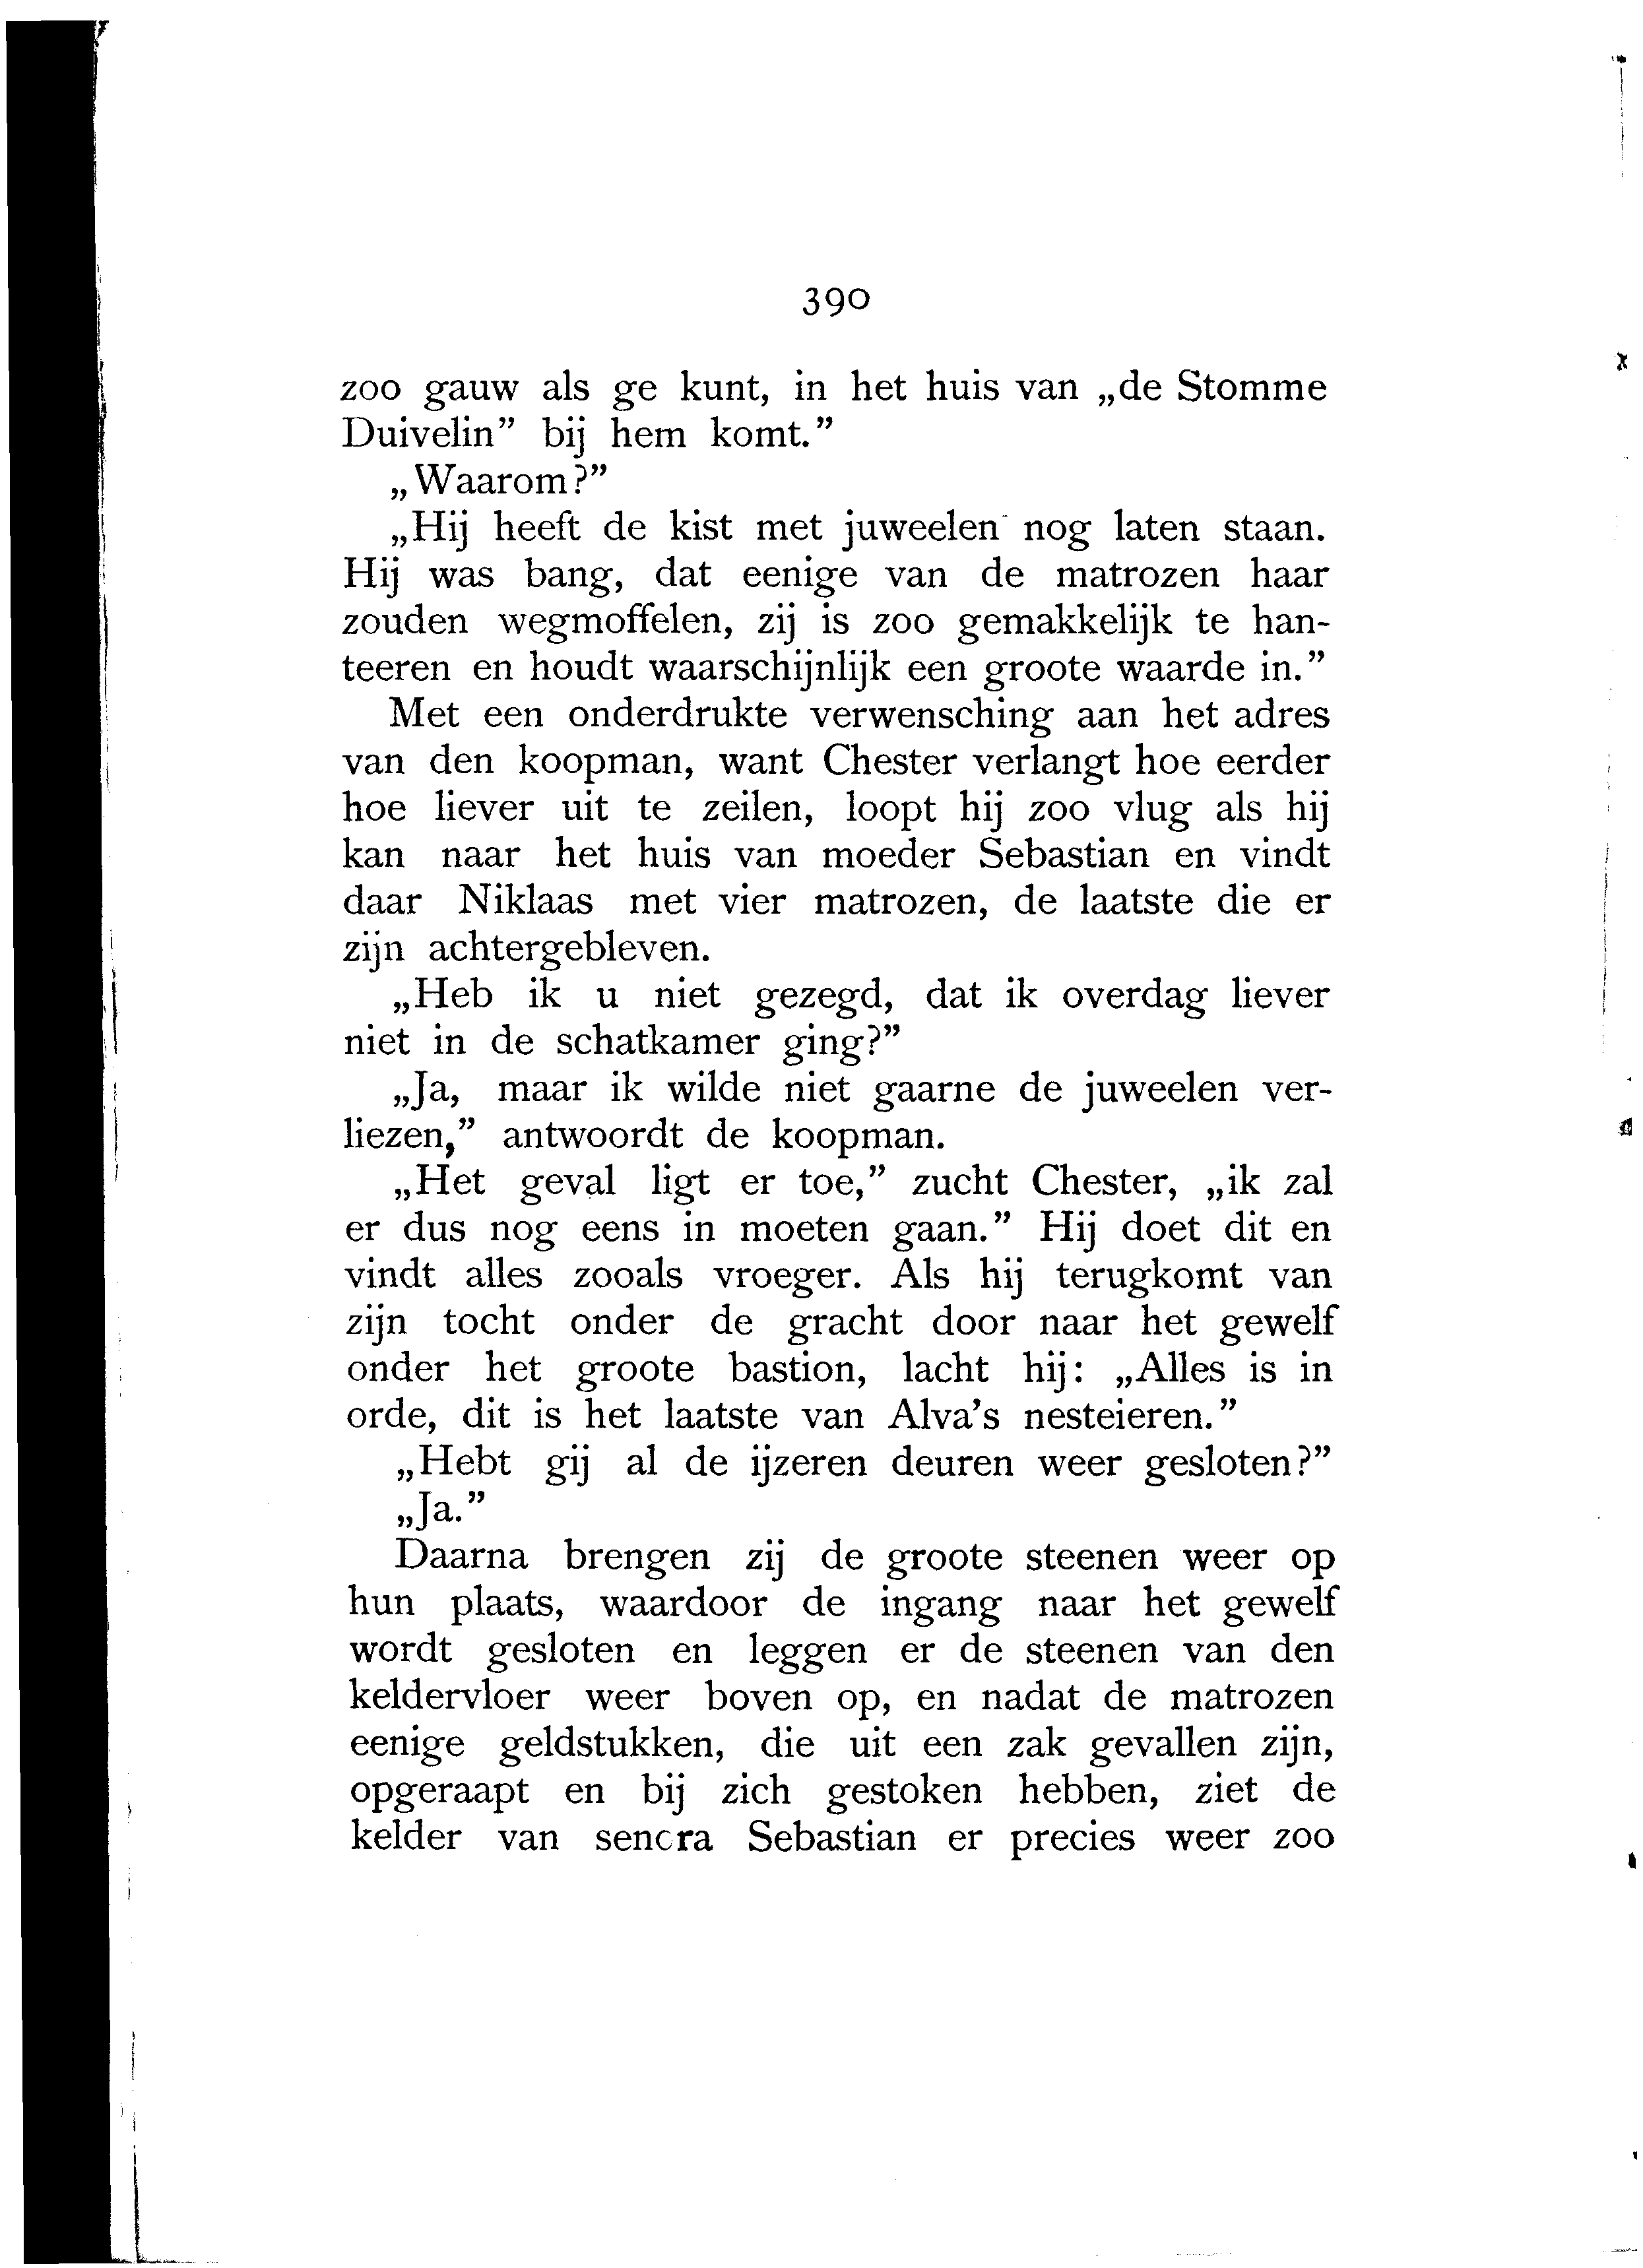 390
zoo gauw als ge kunt, in het huis van „de Stomme
Duivelin” bij hem komt.”
„Waarom?”
„Hij heeft de kist met juweelen nog laten staan.
Hij was bang, dat eenige van de matrozen haar
zouden wegmoffelen, zij is zoo gemakkelijk te han-
teeren en houdt waarschijnlijk een groote waarde in.”
Met een onderdrukte verwensching aan het adres
van den koopman, want Chester verlangt hoe eerder
hoe liever uit te zeilen, loopt hij zoo vlug als hij
kan naar het huis van moeder Sebastian en vindt
daar Niklaas met vier matrozen, de laatste die er
zijn achtergebleven.
„Heb ik u niet gezegd, dat ik overdag liever
niet in de schatkamer ging?”
„Ja, maar ik wilde niet gaarne de juweelen ver-
liezen,” antwoordt de koopman.
„Het geval ligt er toe,” zucht Chester, „ik zal
er dus nog eens in moeten gaan.” Hij doet dit en
vindt alles zooals vroeger. Als hij terugkomt van
zijn tocht onder de gracht door naar het gewelf
onder het groote bastion, lacht hij: „Alles is in
orde, dit is het laatste van Alva’s nesteieren.”
„Hebt gij al de ijzeren deuren weer gesloten?”
„Ja.”
Daarna brengen zij de groote steenen weer op
hun plaats, waardoor de ingang naar het gewelf
wordt gesloten en leggen er de steenen van den
keldervloer weer boven op, en nadat de matrozen
eenige geldstukken, die uit een zak gevallen zijn,
opgeraapt en bij zich gestoken hebben, ziet de
kelder van senora Sebastian er precies weer zoo